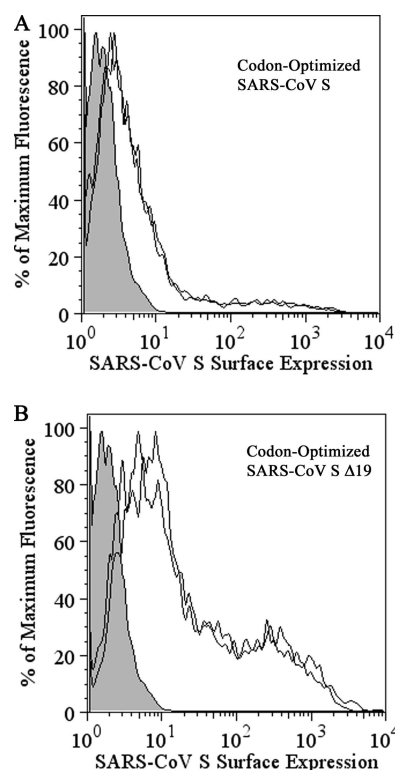 A
Codon-Optimized
SARS-CoV S
% of Maximum Fluorescence
100
80
60
40
20
0
10^0 10^1 10^2 10^3 10^4
SARS-CoV S Surface Expression
B
Codon-Optimized
SARS-CoV S Δ19
% of Maximum Fluorescence
100
80
60
40
20
0
10^0 10^1 10^2 10^3 10^4
SARS-CoV S Surface Expression